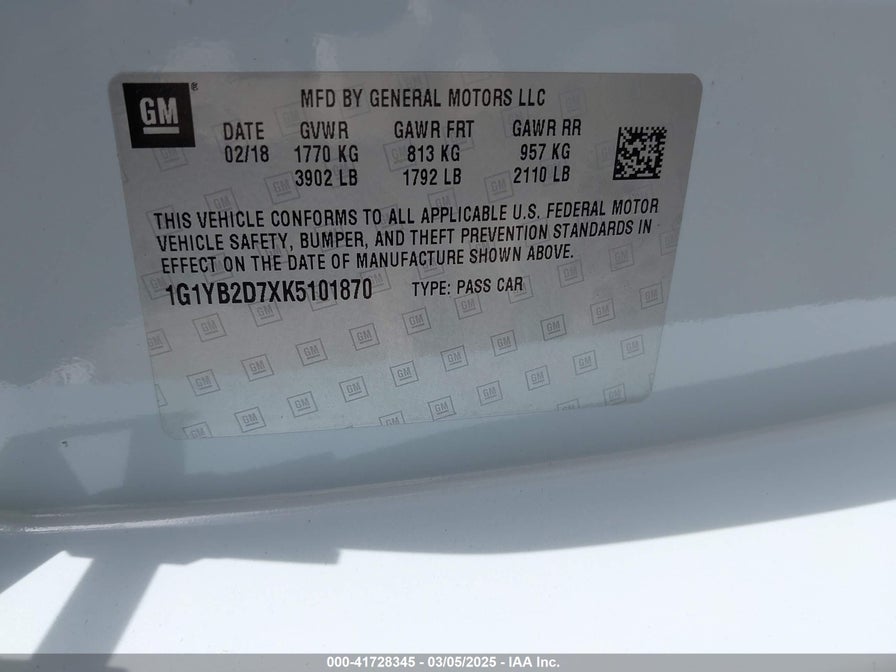 GM®
MFD BY GENERAL MOTORS LLC
DATE GVWR GAWR FRT GAWR RR
02/18 1770 KG 813 KG 957 KG
3902 LB 1792 LB 2110 LB
THIS VEHICLE CONFORMS TO ALL APPLICABLE U.S. FEDERAL MOTOR
VEHICLE SAFETY, BUMPER, AND THEFT PREVENTION STANDARDS IN
EFFECT ON THE DATE OF MANUFACTURE SHOWN ABOVE.
1G1YB2D7XK5101870 TYPE: PASS CAR
000-41728345 — 03/05/2025 — IAA Inc.